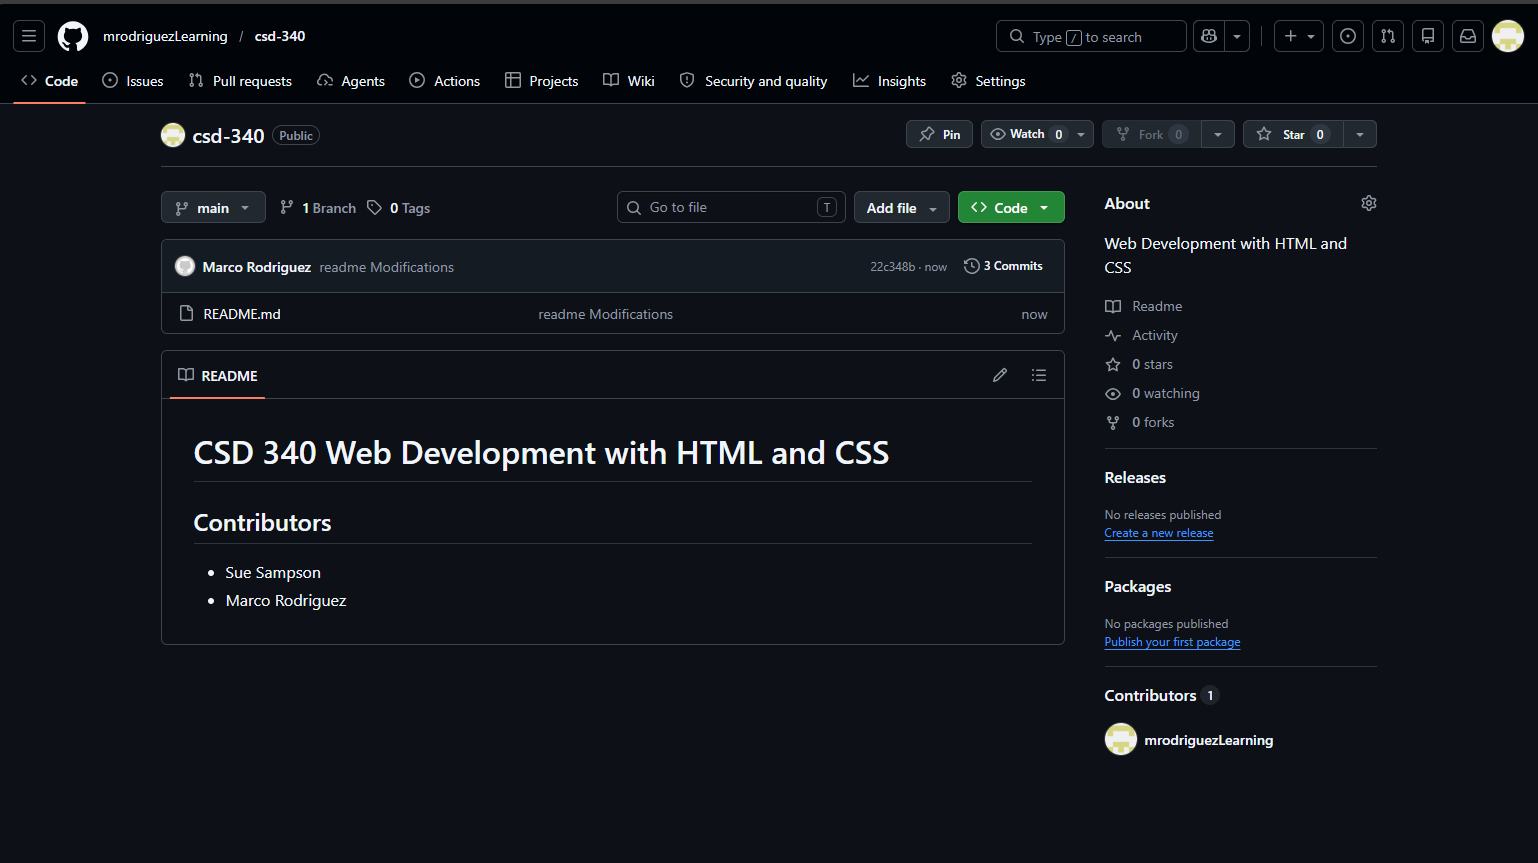 mrodriguezLearning / csd-340
Type / to search
Code Issues Pull requests Agents Actions Projects Wiki Security and quality Insights Settings
csd-340 Public
Pin Watch 0 Fork 0 Star 0
main 1 Branch 0 Tags Go to file T Add file Code
Marco Rodriguez readme Modifications 22c348b · now 3 Commits
README.md readme Modifications now
README
CSD 340 Web Development with HTML and CSS
Contributors
Sue Sampson
Marco Rodriguez
About
Web Development with HTML and
CSS
Readme
Activity
0 stars
0 watching
0 forks
Releases
No releases published
Create a new release
Packages
No packages published
Publish your first package
Contributors 1
mrodriguezLearning